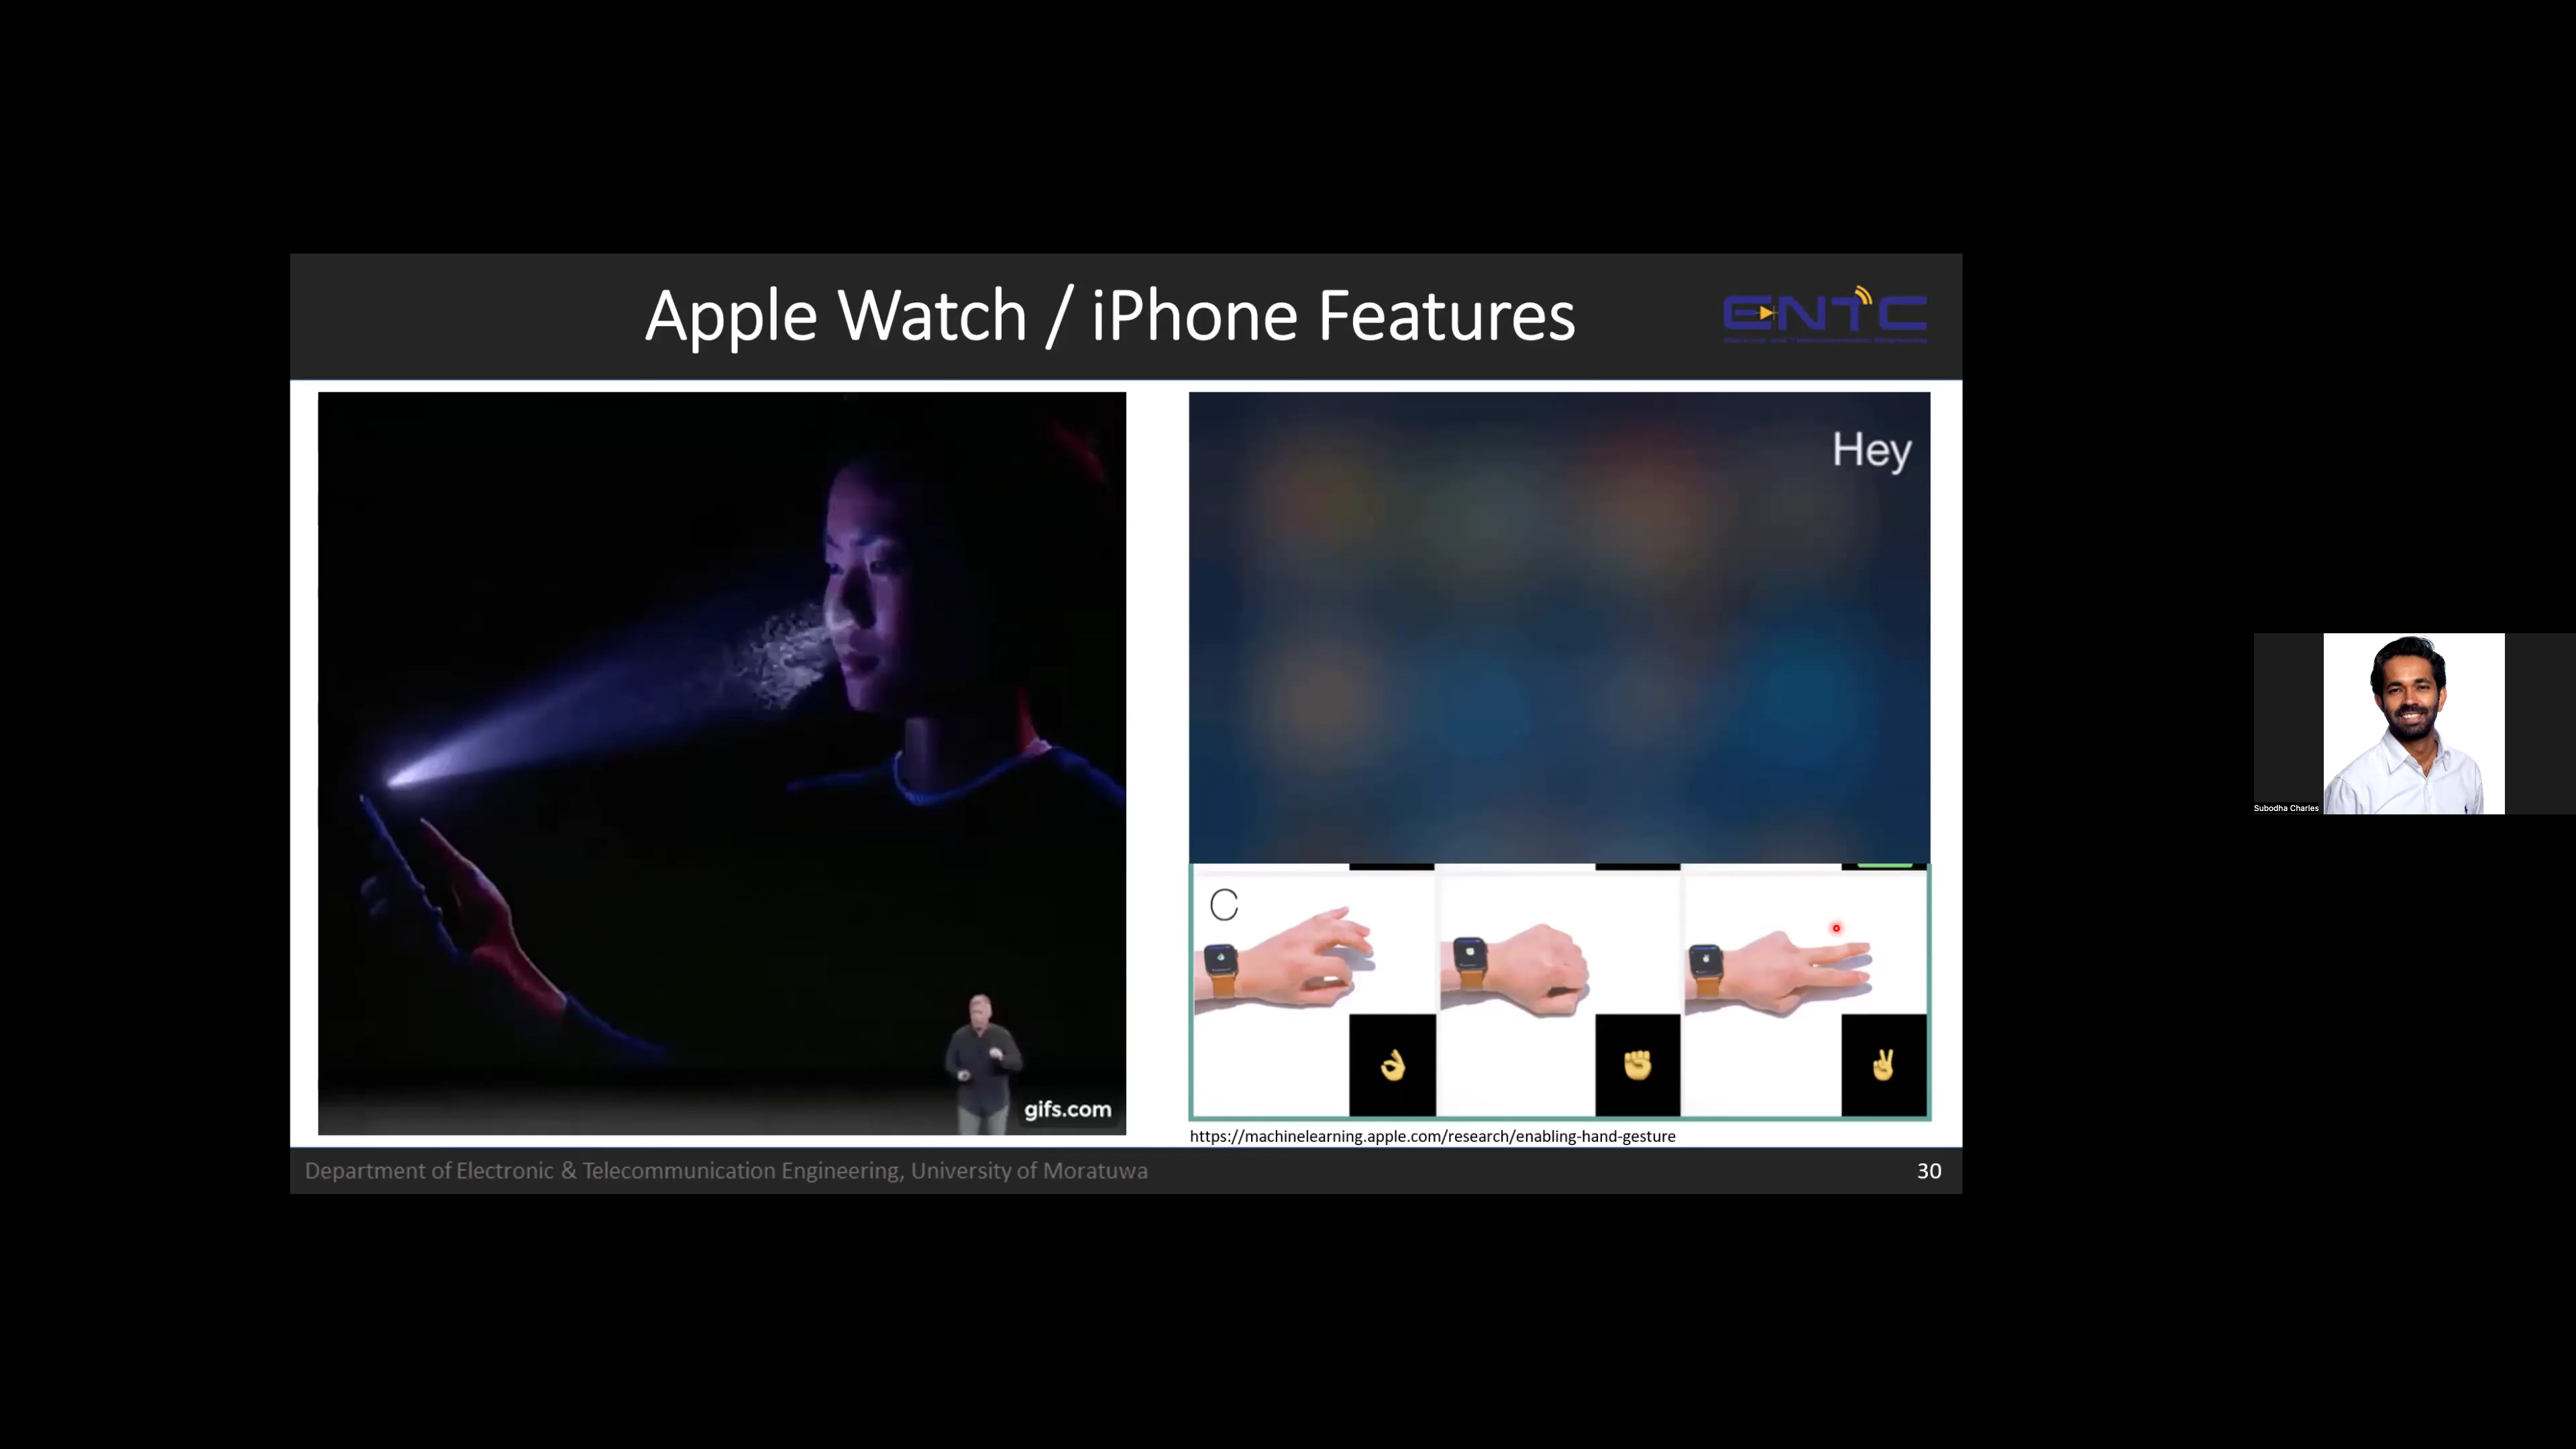 Apple Watch / iPhone Features
ENTC
Hey
C
gifs.com
https://machinelearning.apple.com/research/enabling-hand-gesture
Department of Electronic & Telecommunication Engineering, University of Moratuwa
30
Subodha Charles